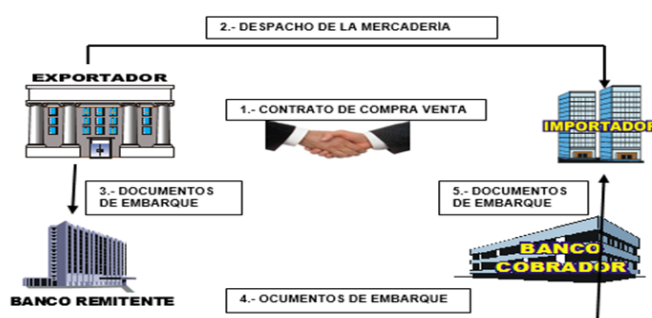 2.- DESPACHO DE LA MERCADERÍA
EXPORTADOR
1.- CONTRATO DE COMPRA VENTA
IMPORTADOR
3.- DOCUMENTOS
DE EMBARQUE
5.- DOCUMENTOS
DE EMBARQUE
BANCO
COBRADOR
BANCO REMITENTE
4.- OCUMENTOS DE EMBARQUE